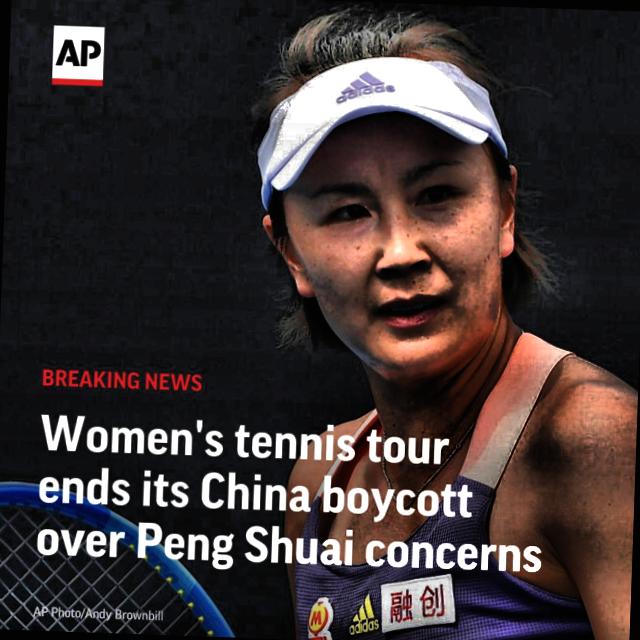 AP
adidas
BREAKING NEWS
Women's tennis tour
ends its China boycott
over Peng Shuai concerns
adidas
融创
AP Photo/Andy Brownbill